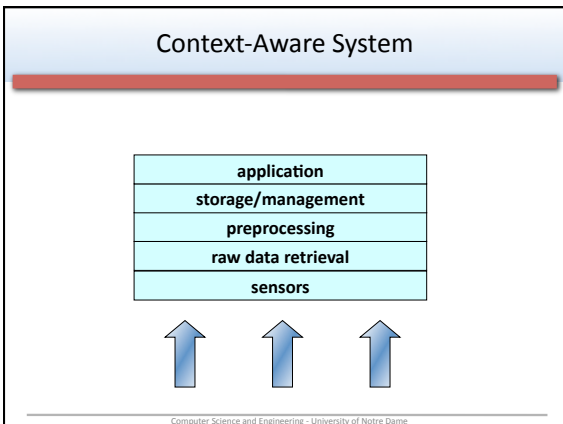 Context-Aware System
application
storage/management
preprocessing
raw data retrieval
sensors
Computer Science and Engineering - University of Notre Dame